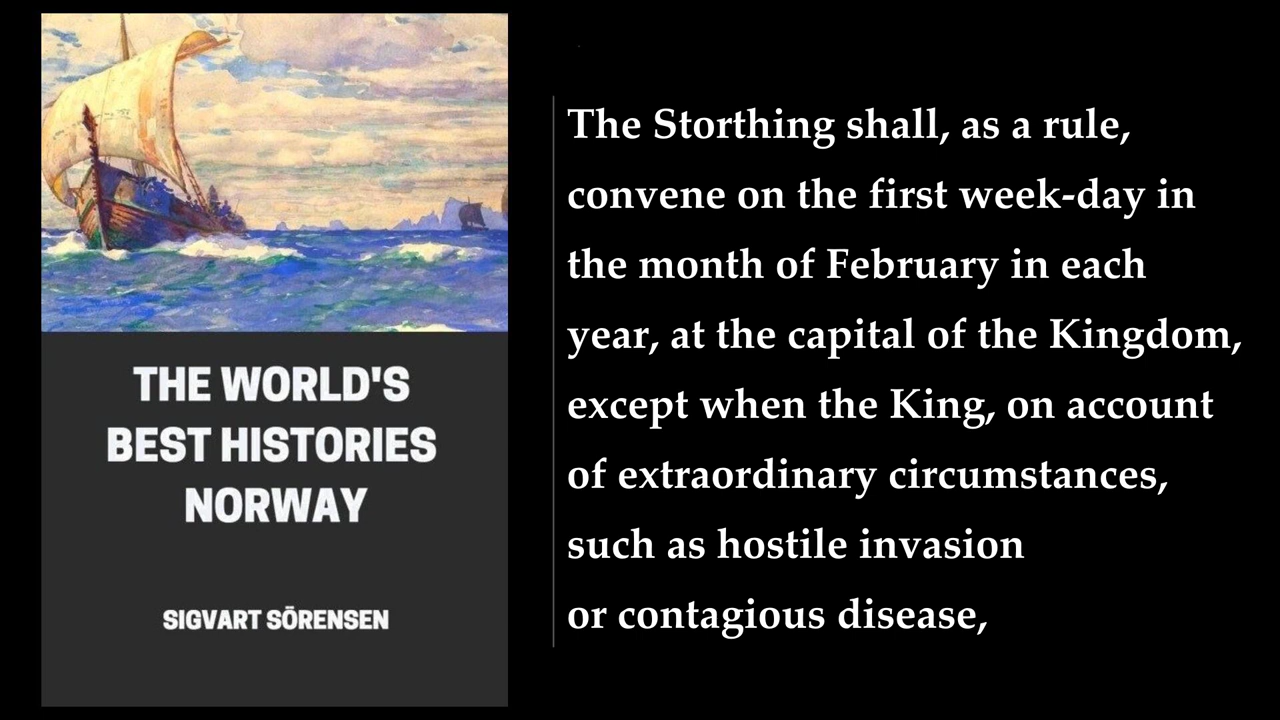 THE WORLD'S
BEST HISTORIES
NORWAY
SIGVART SÖRENSEN
The Storthing shall, as a rule,
convene on the first week-day in
the month of February in each
year, at the capital of the Kingdom,
except when the King, on account
of extraordinary circumstances,
such as hostile invasion
or contagious disease,